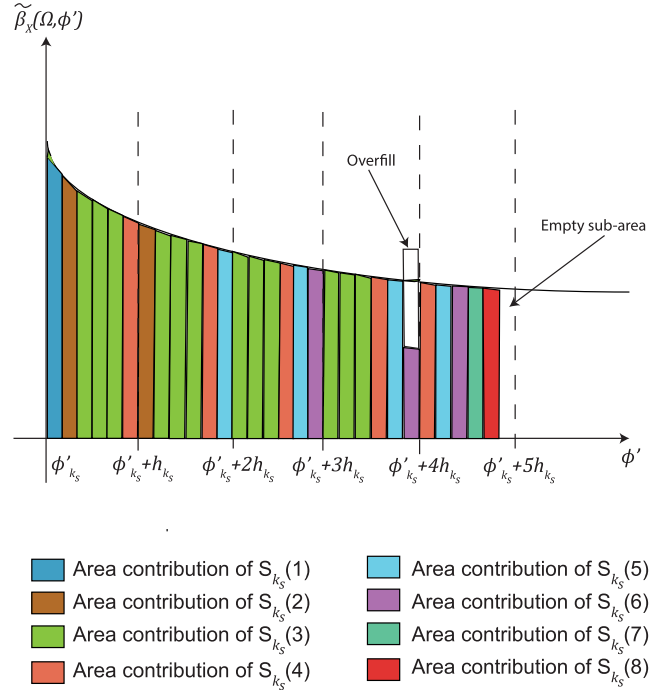 β̃ₓ(Ω,ϕ')
Overfill
Empty sub-area
ϕ'ₖₛ ϕ'ₖₛ+hₖₛ ϕ'ₖₛ+2hₖₛ ϕ'ₖₛ+3hₖₛ ϕ'ₖₛ+4hₖₛ ϕ'ₖₛ+5hₖₛ ϕ'
Area contribution of Sₖₛ(1)
Area contribution of Sₖₛ(2)
Area contribution of Sₖₛ(3)
Area contribution of Sₖₛ(4)
Area contribution of Sₖₛ(5)
Area contribution of Sₖₛ(6)
Area contribution of Sₖₛ(7)
Area contribution of Sₖₛ(8)